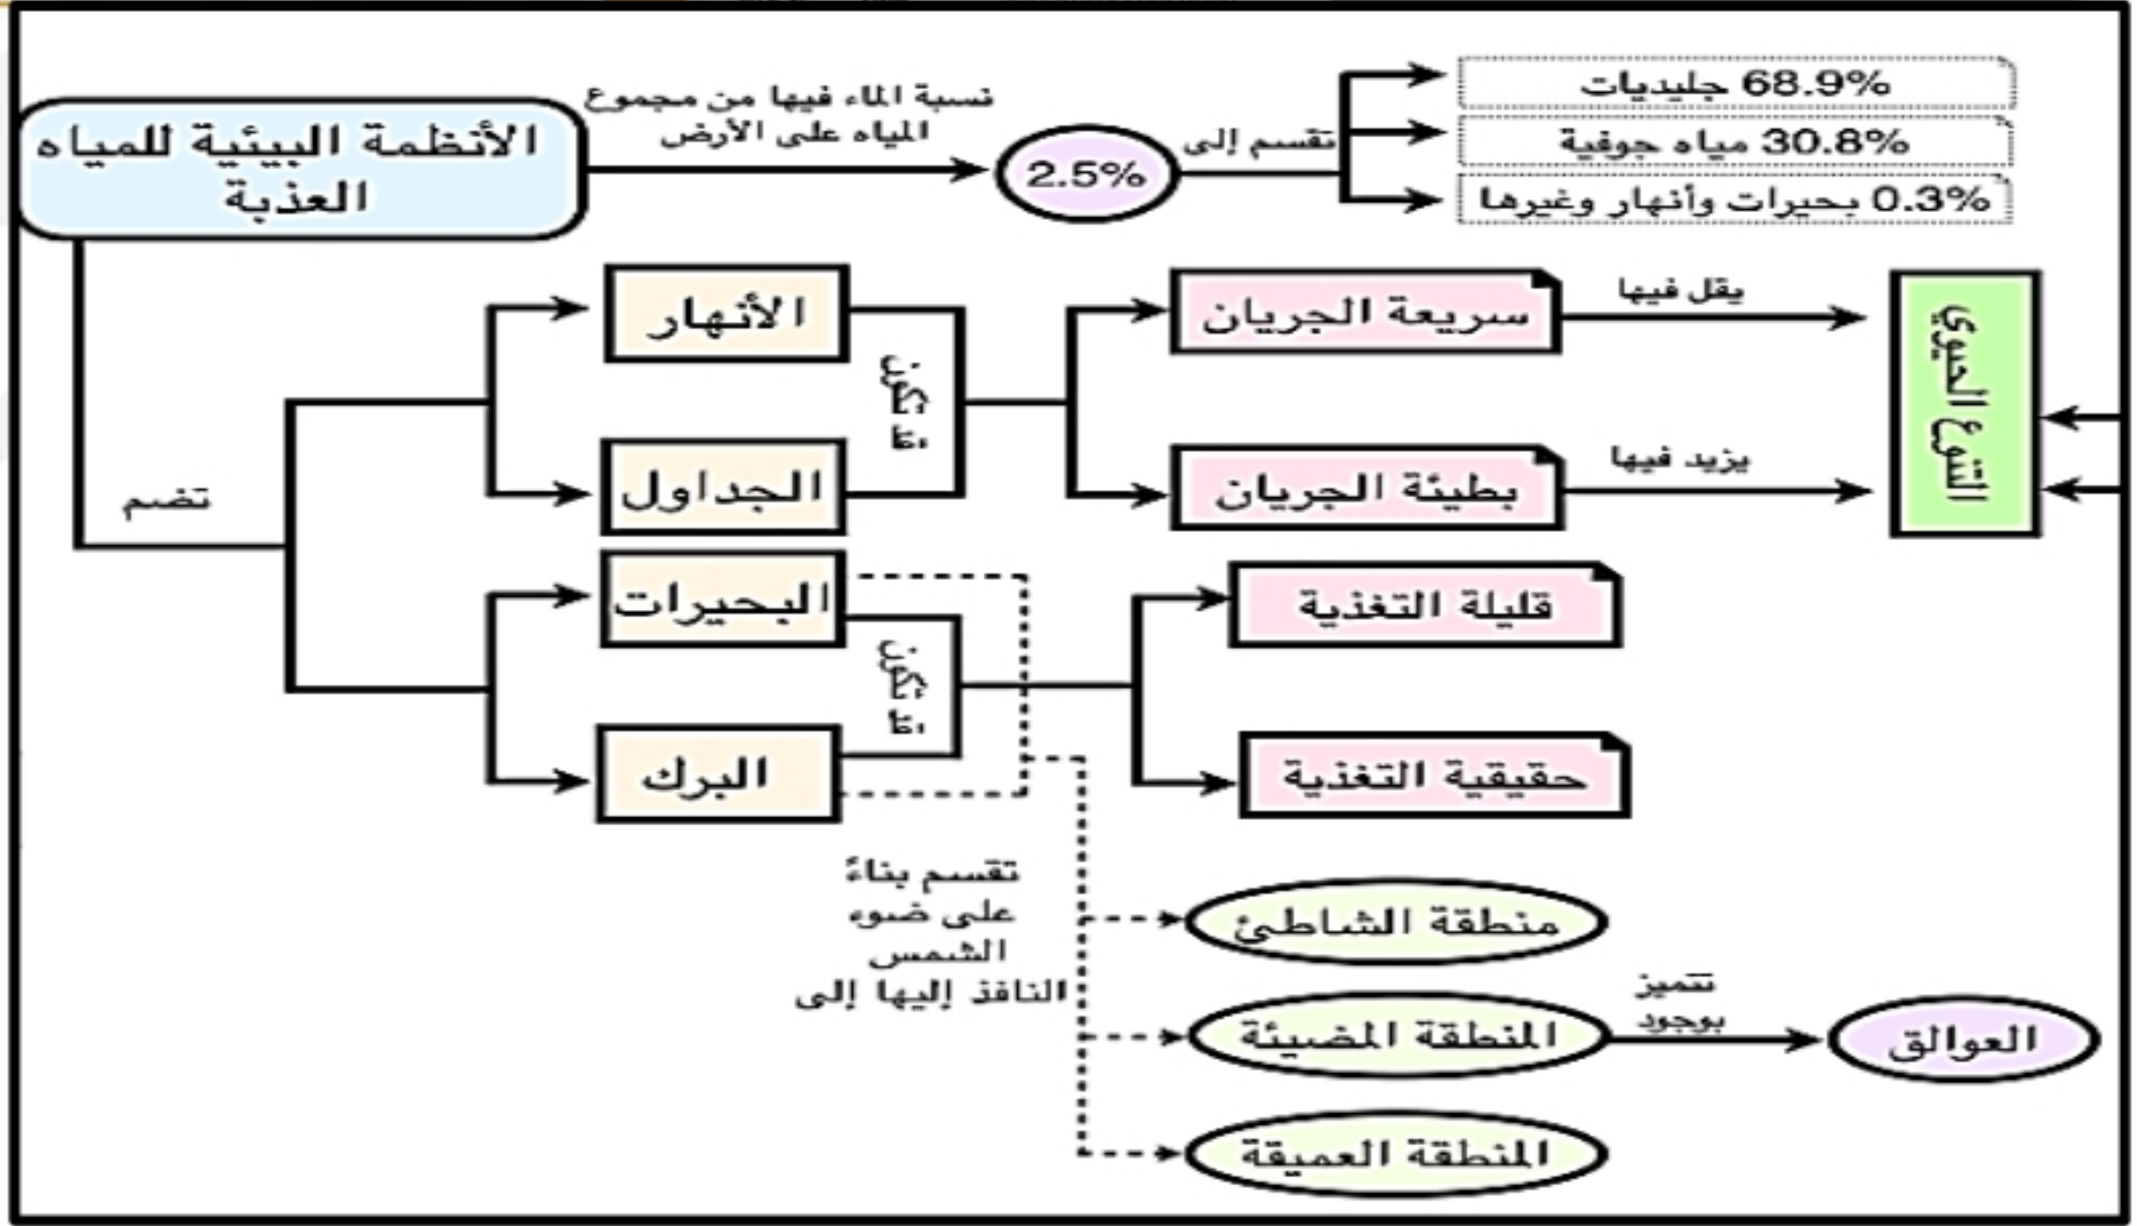 الأنظمة البيئية للمياه
العذبة
نسبة الماء فيها من مجموع
المياه على الأرض
2.5%
تقسم إلى
68.9% جليديات
30.8% مياه جوفية
0.3% بحيرات وأنهار وغيرها
تضم
الأنهار
الجداول
قد تكون
سريعة الجريان
يقل فيها
بطيئة الجريان
يزيد فيها
التنوع الحيوي
البحيرات
البرك
قد تكون
قليلة التغذية
حقيقية التغذية
تقسم بناءً
على ضوء
الشمس
النافذ إليها إلى
منطقة الشاطئ
المنطقة المضيئة
تتميز
بوجود
العوالق
المنطقة العميقة